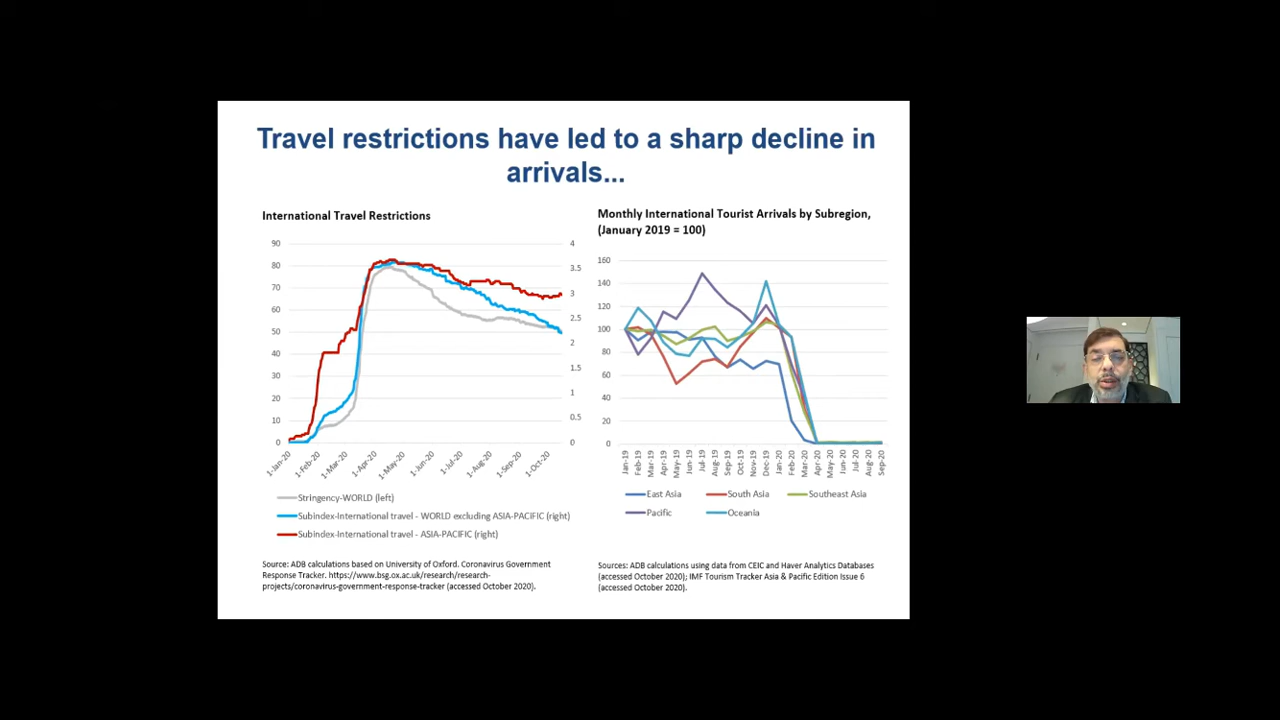 Travel restrictions have led to a sharp decline in
arrivals...
International Travel Restrictions
90
80
70
60
50
40
30
20
10
0
4
3.5
3
2.5
2
1.5
1
0.5
0
1-Jan-20
1-Feb-20
1-Mar-20
1-Apr-20
1-May-20
1-Jun-20
1-Jul-20
1-Aug-20
1-Sep-20
1-Oct-20
Stringency-WORLD (left)
Subindex-International travel - WORLD excluding ASIA-PACIFIC (right)
Subindex-International travel - ASIA-PACIFIC (right)
Source: ADB calculations based on University of Oxford. Coronavirus Government
Response Tracker. https://www.bsg.ox.ac.uk/research/research-
projects/coronavirus-government-response-tracker (accessed October 2020).
Monthly International Tourist Arrivals by Subregion,
(January 2019 = 100)
160
140
120
100
80
60
40
20
0
Jan-19
Feb-19
Mar-19
Apr-19
May-19
Jun-19
Jul-19
Aug-19
Sep-19
Oct-19
Nov-19
Dec-19
Jan-20
Feb-20
Mar-20
Apr-20
May-20
Jun-20
Jul-20
Aug-20
Sep-20
East Asia
South Asia
Southeast Asia
Pacific
Oceania
Sources: ADB calculations using data from CEIC and Haver Analytics Databases
(accessed October 2020); IMF Tourism Tracker Asia & Pacific Edition Issue 6
(accessed October 2020).